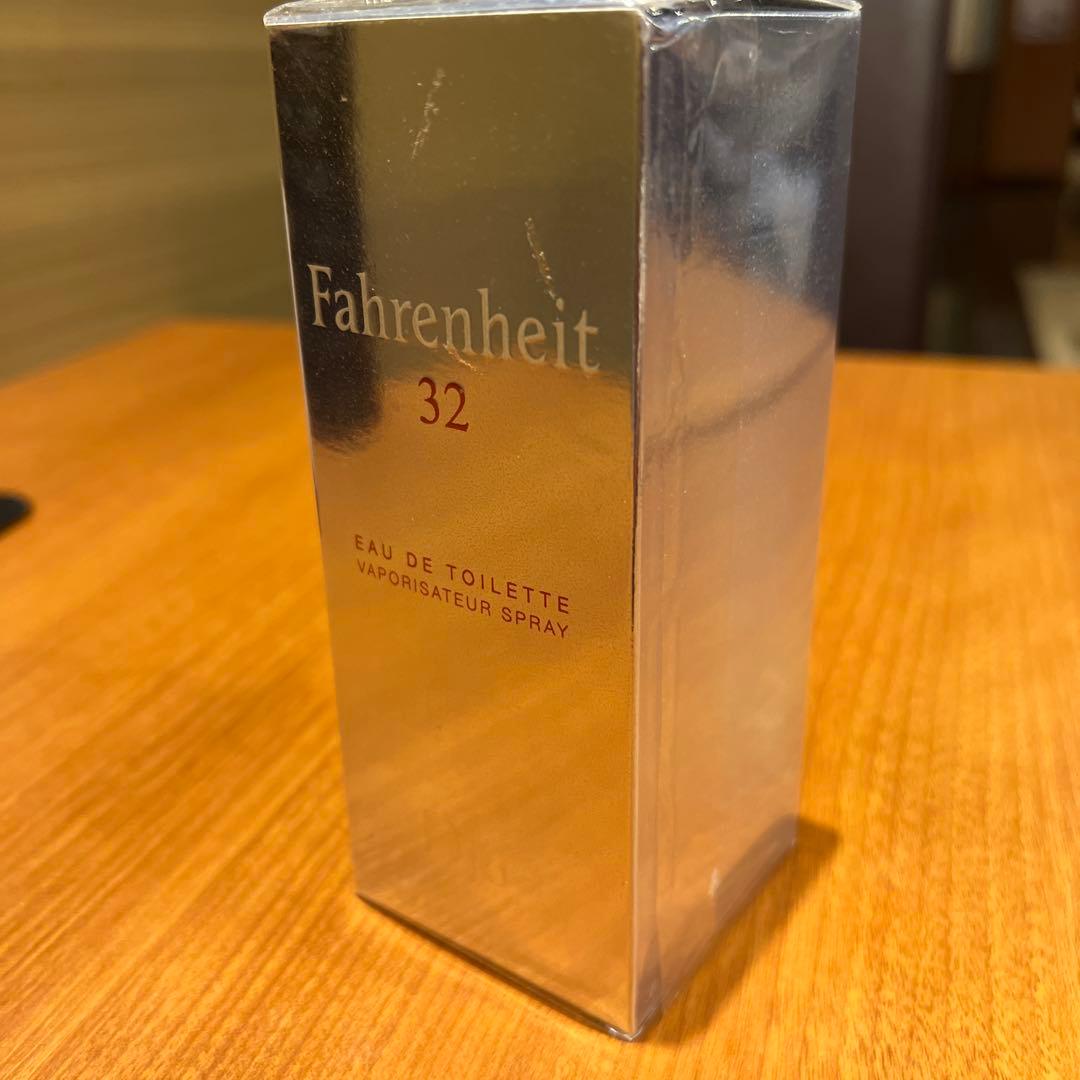 Fahrenheit
32
EAU DE TOILETTE
VAPORISATEUR SPRAY